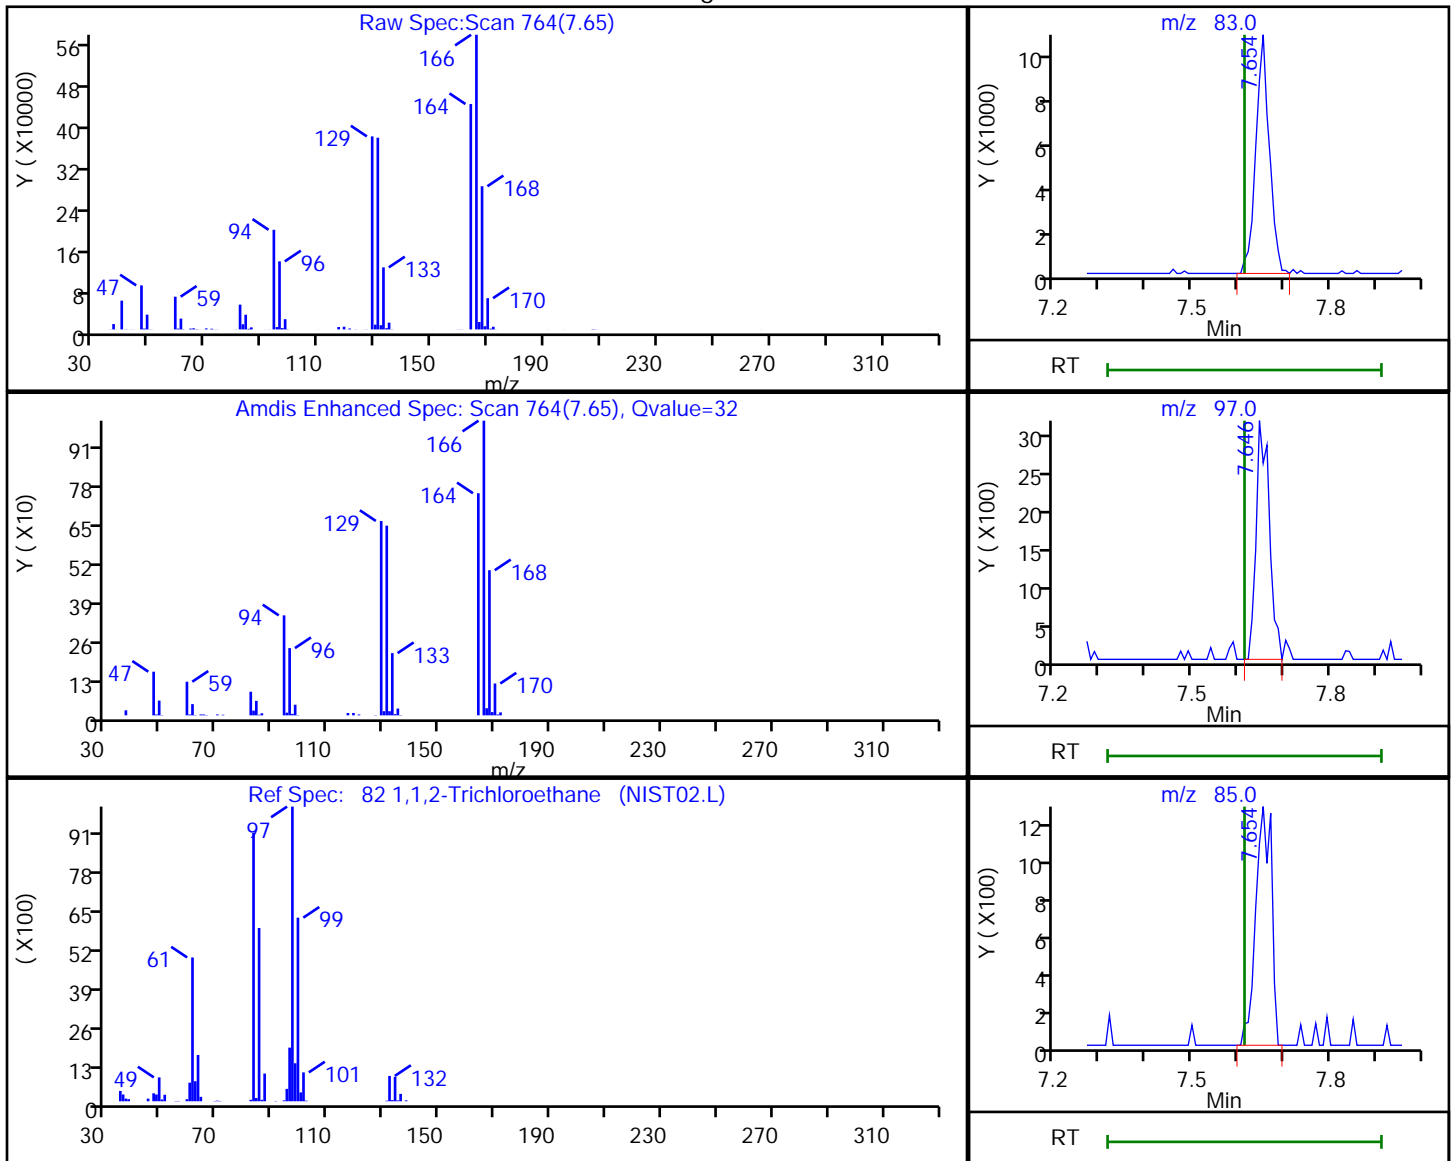 Raw Spec:Scan 764(7.65)
Y ( X10000)
56
48
40
32
24
16
8
0
166
164
129
168
94
96
133
47
59
170
30 70 110 150 190 230 270 310
m/z
m/z 83.0
Y ( X1000)
10
8
6
4
2
0
7.654
7.2 7.5 7.8
Min
RT
Amdis Enhanced Spec: Scan 764(7.65), Qvalue=32
Y ( X10)
91
78
65
52
39
26
13
0
166
164
129
168
94
96
133
47
59
170
30 70 110 150 190 230 270 310
m/z
m/z 97.0
Y ( X100)
30
25
20
15
10
5
0
7.646
7.2 7.5 7.8
Min
RT
Ref Spec: 82 1,1,2-Trichloroethane (NIST02.L)
( X100)
91
78
65
52
39
26
13
0
97
99
61
49
101
132
30 70 110 150 190 230 270 310
m/z 85.0
Y ( X100)
12
10
8
6
4
2
0
7.654
7.2 7.5 7.8
Min
RT